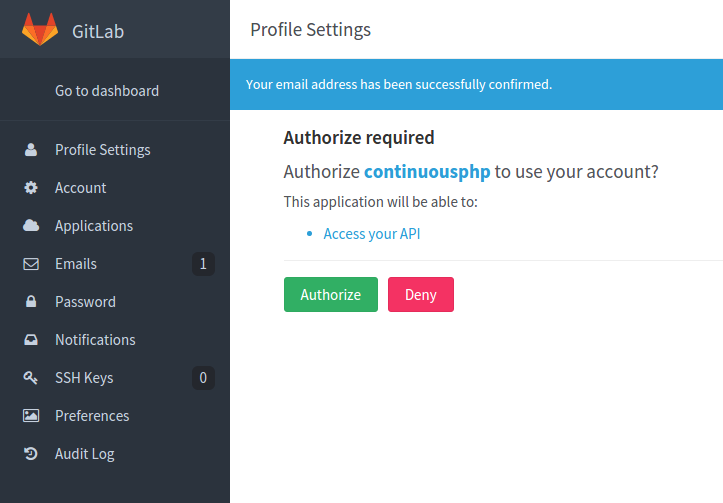 GitLab
Profile Settings
Go to dashboard
Your email address has been successfully confirmed.
Profile Settings
Account
Applications
Emails 1
Password
Notifications
SSH Keys 0
Preferences
Audit Log
Authorize required
Authorize continuousphp to use your account?
This application will be able to:
• Access your API
Authorize Deny